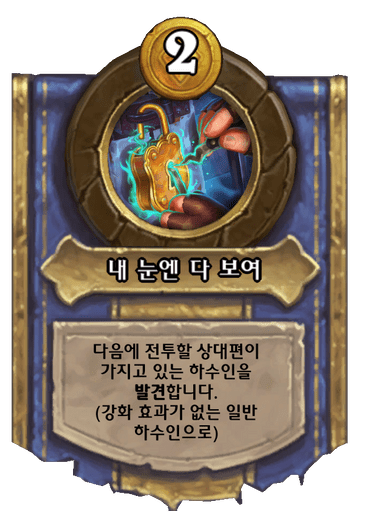 2
내 눈엔 다 보여
다음에 전투할 상대편이
가지고 있는 하수인을
발견합니다.
(강화 효과가 없는 일반
하수인으로)